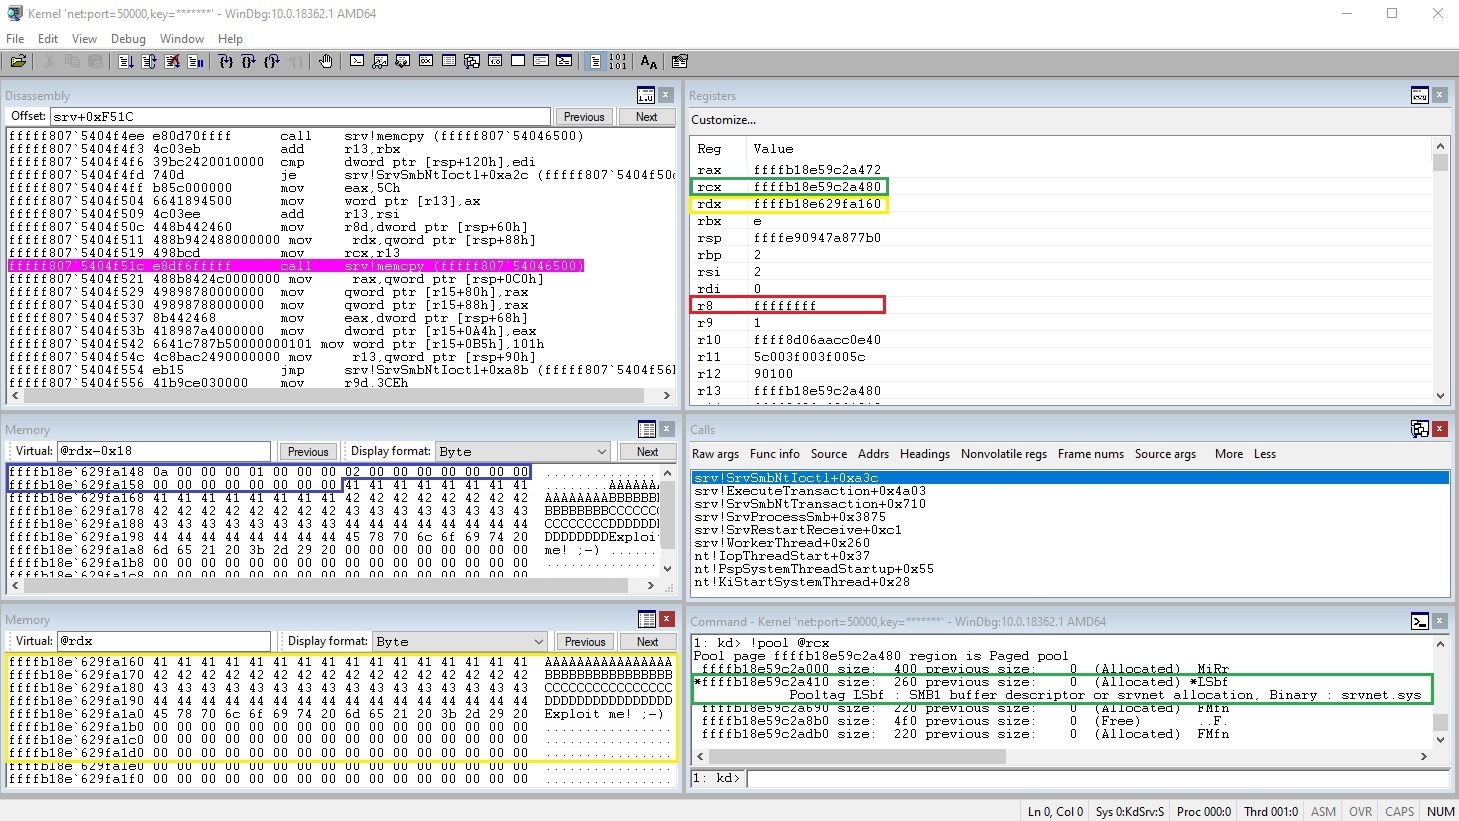 Kernel 'net:port=50000,key=*******' - WinDbg:10.0.18362.1 AMD64
File Edit View Debug Window Help
Disassembly
Offset: srv+0xF51C Previous Next
fffff807`5404f4ee e80d70ffff call srv!memcpy (fffff807`54046500)
fffff807`5404f4f3 4c03eb add r13,rbx
fffff807`5404f4f6 39bc2420010000 cmp dword ptr [rsp+120h],edi
fffff807`5404f4fd 740d je srv!SrvSmbNtIoctl+0xa2c (fffff807`5404f50c
fffff807`5404f4ff b85c000000 mov eax,5Ch
fffff807`5404f504 6641894500 mov word ptr [r13],ax
fffff807`5404f509 4c03ee add r13,rsi
fffff807`5404f50c 448b442460 mov r8d,dword ptr [rsp+60h]
fffff807`5404f511 488b942488000000 mov rdx,qword ptr [rsp+88h]
fffff807`5404f519 498bcd mov rcx,r13
fffff807`5404f51c e8df6fffff call srv!memcpy (fffff807`54046500)
fffff807`5404f521 488b8424c0000000 mov rax,qword ptr [rsp+0C0h]
fffff807`5404f529 49898780000000 mov qword ptr [r15+80h],rax
fffff807`5404f530 49898788000000 mov qword ptr [r15+88h],rax
fffff807`5404f537 8b442468 mov eax,dword ptr [rsp+68h]
fffff807`5404f53b 418987a4000000 mov dword ptr [r15+0A4h],eax
fffff807`5404f542 6641c787b50000000101 mov word ptr [r15+0B5h],101h
fffff807`5404f54c 4c8bac2490000000 mov r13,qword ptr [rsp+90h]
fffff807`5404f554 eb15 jmp srv!SrvSmbNtIoctl+0xa8b (fffff807`5404f56b
fffff807`5404f556 41b9ce030000 mov r9d,3CEh
Registers
Customize...
Reg Value
rax ffffb18e59c2a472
rcx ffffb18e59c2a480
rdx ffffb18e629fa160
rbx e
rsp ffffe90947a877b0
rbp 2
rsi 2
rdi 0
r8 ffffffff
r9 1
r10 ffff8d06aacc0e40
r11 5c003f003f005c
r12 90100
r13 ffffb18e59c2a480
Memory
Virtual: @rdx-0x18 Previous Display format: Byte Next
ffffb18e`629fa148 0a 00 00 00 01 00 00 00 02 00 00 00 00 00 00 00 ................
ffffb18e`629fa158 00 00 00 00 00 00 00 00 41 41 41 41 41 41 41 41 ........AAAAAAAA
ffffb18e`629fa168 41 41 41 41 41 41 41 41 42 42 42 42 42 42 42 42 AAAAAAAABBBBBBBB
ffffb18e`629fa178 42 42 42 42 42 42 42 42 43 43 43 43 43 43 43 43 BBBBBBBBCCCCCCCC
ffffb18e`629fa188 43 43 43 43 43 43 43 43 44 44 44 44 44 44 44 44 CCCCCCCCDDDDDDDD
ffffb18e`629fa198 44 44 44 44 44 44 44 44 45 78 70 6c 6f 69 74 20 DDDDDDDDExploit
ffffb18e`629fa1a8 6d 65 21 20 3b 2d 29 20 00 00 00 00 00 00 00 00 me! ;-) ........
ffffb18e`629fa1b8 00 00 00 00 00 00 00 00 00 00 00 00 00 00 00 00 ................
ffffb18e`629fa1c8 00 00 00 00 00 00 00 00 00 00 00 00 00 00 00 00
Calls
Raw args Func info Source Addrs Headings Nonvolatile regs Frame nums Source args More Less
srv!SrvSmbNtIoctl+0xa3c
srv!ExecuteTransaction+0x4a03
srv!SrvSmbNtTransaction+0x710
srv!SrvProcessSmb+0x3875
srv!SrvRestartReceive+0xc1
srv!WorkerThread+0x260
nt!IopThreadStart+0x37
nt!PspSystemThreadStartup+0x55
nt!KiStartSystemThread+0x28
Memory
Virtual: @rdx Display format: Byte Previous Next
ffffb18e`629fa160 41 41 41 41 41 41 41 41 41 41 41 41 41 41 41 41 AAAAAAAAAAAAAAAA
ffffb18e`629fa170 42 42 42 42 42 42 42 42 42 42 42 42 42 42 42 42 BBBBBBBBBBBBBBBB
ffffb18e`629fa180 43 43 43 43 43 43 43 43 43 43 43 43 43 43 43 43 CCCCCCCCCCCCCCCC
ffffb18e`629fa190 44 44 44 44 44 44 44 44 44 44 44 44 44 44 44 44 DDDDDDDDDDDDDDDD
ffffb18e`629fa1a0 45 78 70 6c 6f 69 74 20 6d 65 21 20 3b 2d 29 20 Exploit me! ;-)
ffffb18e`629fa1b0 00 00 00 00 00 00 00 00 00 00 00 00 00 00 00 00 ................
ffffb18e`629fa1c0 00 00 00 00 00 00 00 00 00 00 00 00 00 00 00 00 ................
ffffb18e`629fa1d0 00 00 00 00 00 00 00 00 00 00 00 00 00 00 00 00 ................
ffffb18e`629fa1e0 00 00 00 00 00 00 00 00 00 00 00 00 00 00 00 00 ................
ffffb18e`629fa1f0 00 00 00 00 00 00 00 00 00 00 00 00 00 00 00 00 ................
Command - Kernel 'net:port=50000,key=*******' - WinDbg:10.0.18362.1 AMD64
1: kd> !pool @rcx
Pool page ffffb18e59c2a480 region is Paged pool
ffffb18e59c2a000 size: 400 previous size: 0 (Allocated) MiRr
*ffffb18e59c2a410 size: 260 previous size: 0 (Allocated) *LSbf
Pooltag LSbf : SMB1 buffer descriptor or srvnet allocation, Binary : srvnet.sys
ffffb18e59c2a690 size: 220 previous size: 0 (Allocated) FMfn
ffffb18e59c2a8b0 size: 4f0 previous size: 0 (Free) ..F.
ffffb18e59c2adb0 size: 220 previous size: 0 (Allocated) FMfn
1: kd>
Ln 0, Col 0 Sys 0:KdSrv:S Proc 000:0 Thrd 001:0 ASM OVR CAPS NUM